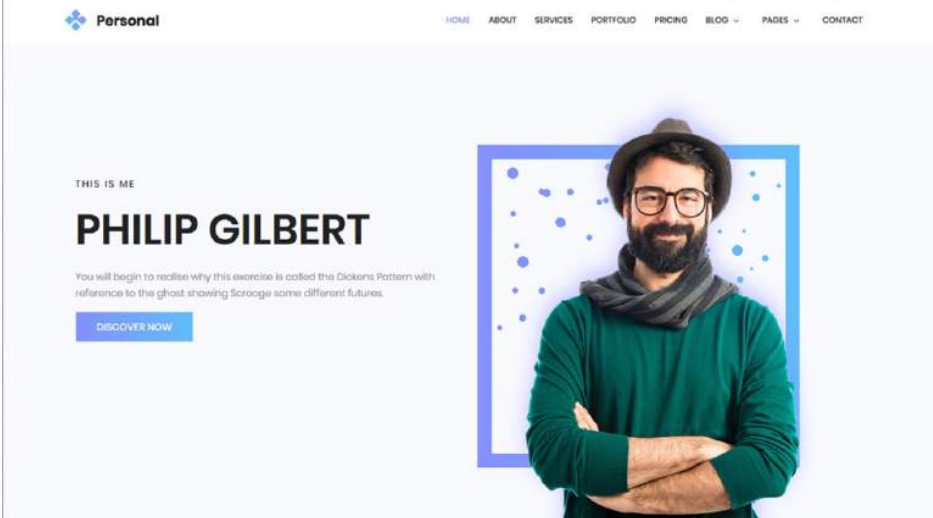 Personal
HOME ABOUT SERVICES PORTFOLIO PRICING BLOG PAGES CONTACT
THIS IS ME
PHILIP GILBERT
You will begin to realise why this exercise is called the Dickens Pattern with
reference to the ghost showing Scrooge some different futures.
DISCOVER NOW